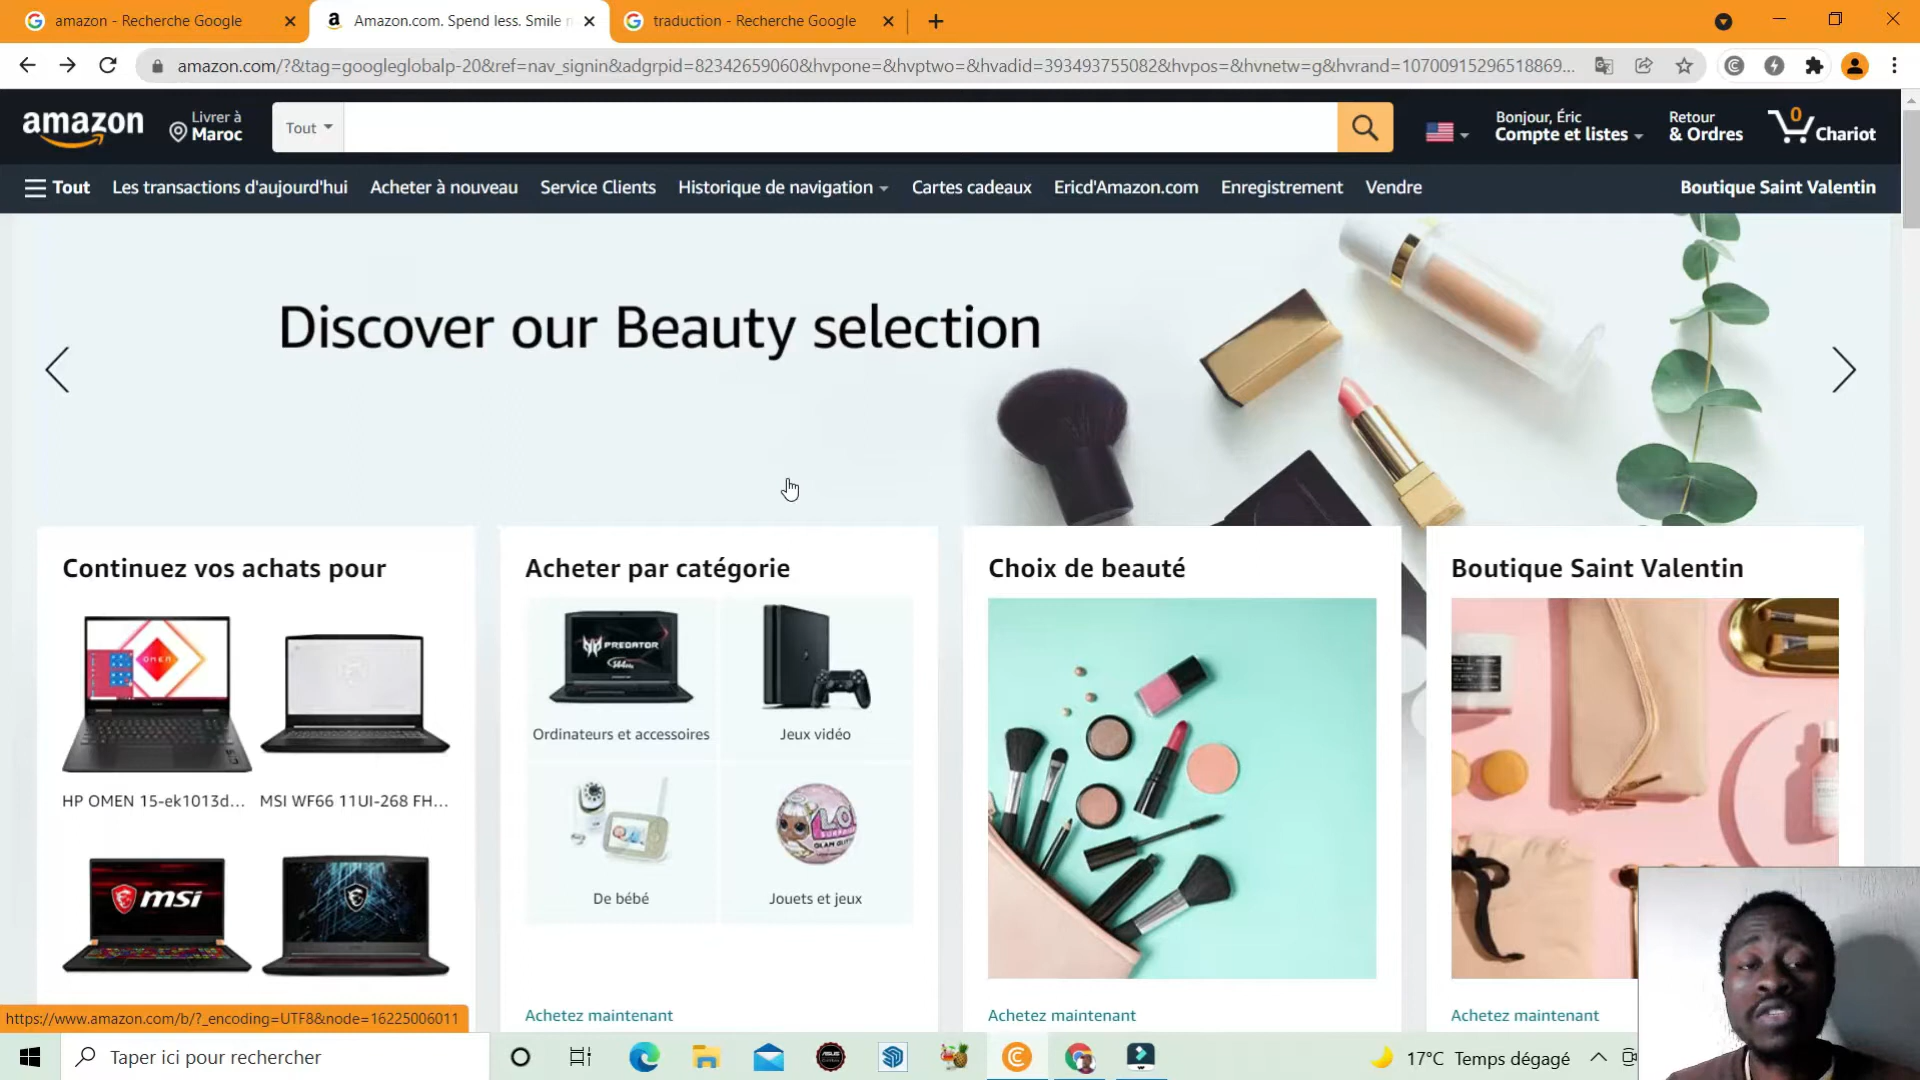 amazon - Recherche Google
Amazon.com. Spend less. Smile
traduction - Recherche Google
amazon.com/?&tag=googleglobalp-20&ref=nav_signin&adgrpid=82342659060&hvpone=&hvptwo=&hvadid=393493755082&hvpos=&hvnetw=g&hvrand=10700915296518869...
amazon
Livrer à
Maroc
Tout
Bonjour, Éric
Compte et listes
Retour
& Ordres
0
Chariot
Tout
Les transactions d'aujourd'hui
Acheter à nouveau
Service Clients
Historique de navigation
Cartes cadeaux
Ericd'Amazon.com
Enregistrement
Vendre
Boutique Saint Valentin
Discover our Beauty selection
Continuez vos achats pour
Acheter par catégorie
Choix de beauté
Boutique Saint Valentin
OMEN
PREDATOR
Ordinateurs et accessoires
Jeux vidéo
HP OMEN 15-ek1013d...
MSI WF66 11UI-268 FH...
msi
L.O.L.
SURPRISE
De bébé
Jouets et jeux
Achetez maintenant
Achetez maintenant
Achetez maintenant
https://www.amazon.com/b/?_encoding=UTF8&node=16225006011
Taper ici pour rechercher
17°C Temps dégagé